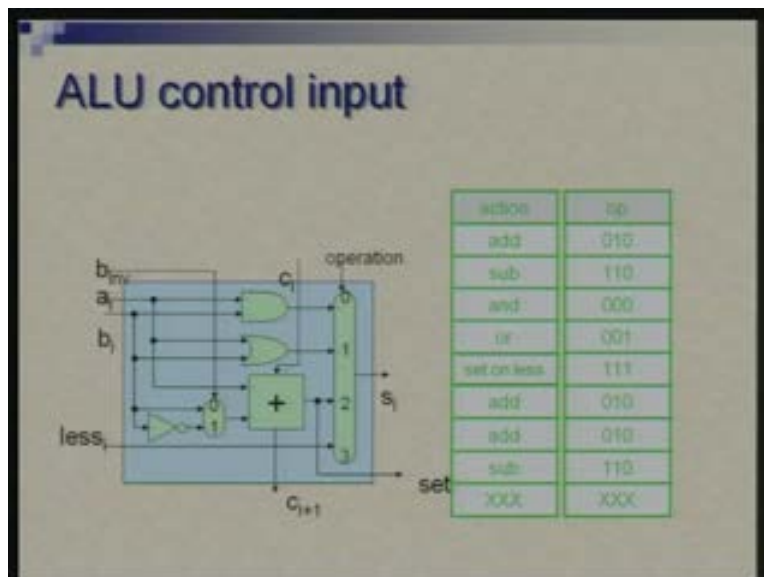 ALU control input
action op
add 010
sub 110
and 000
or 001
set on less 111
add 010
add 010
sub 110
XXX XXX
b_inv
operation
c_i
a_i
b_i
0
1
2
3
+
0
1
s_i
less_i
set
c_i+1